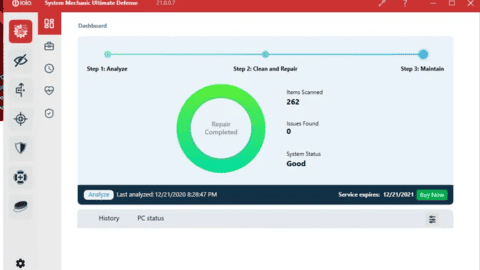 iolo
System Mechanic Ultimate Defense
21.0.0.7
?
Dashboard
Step 1: Analyze
Step 2: Clean and Repair
Step 3: Maintain
Repair
Completed
Items Scanned
262
Issues Found
0
System Status
Good
Analyze
Last analyzed: 12/21/2020 8:28:47 PM
Service expires: 12/21/2021
Buy Now
History
PC status